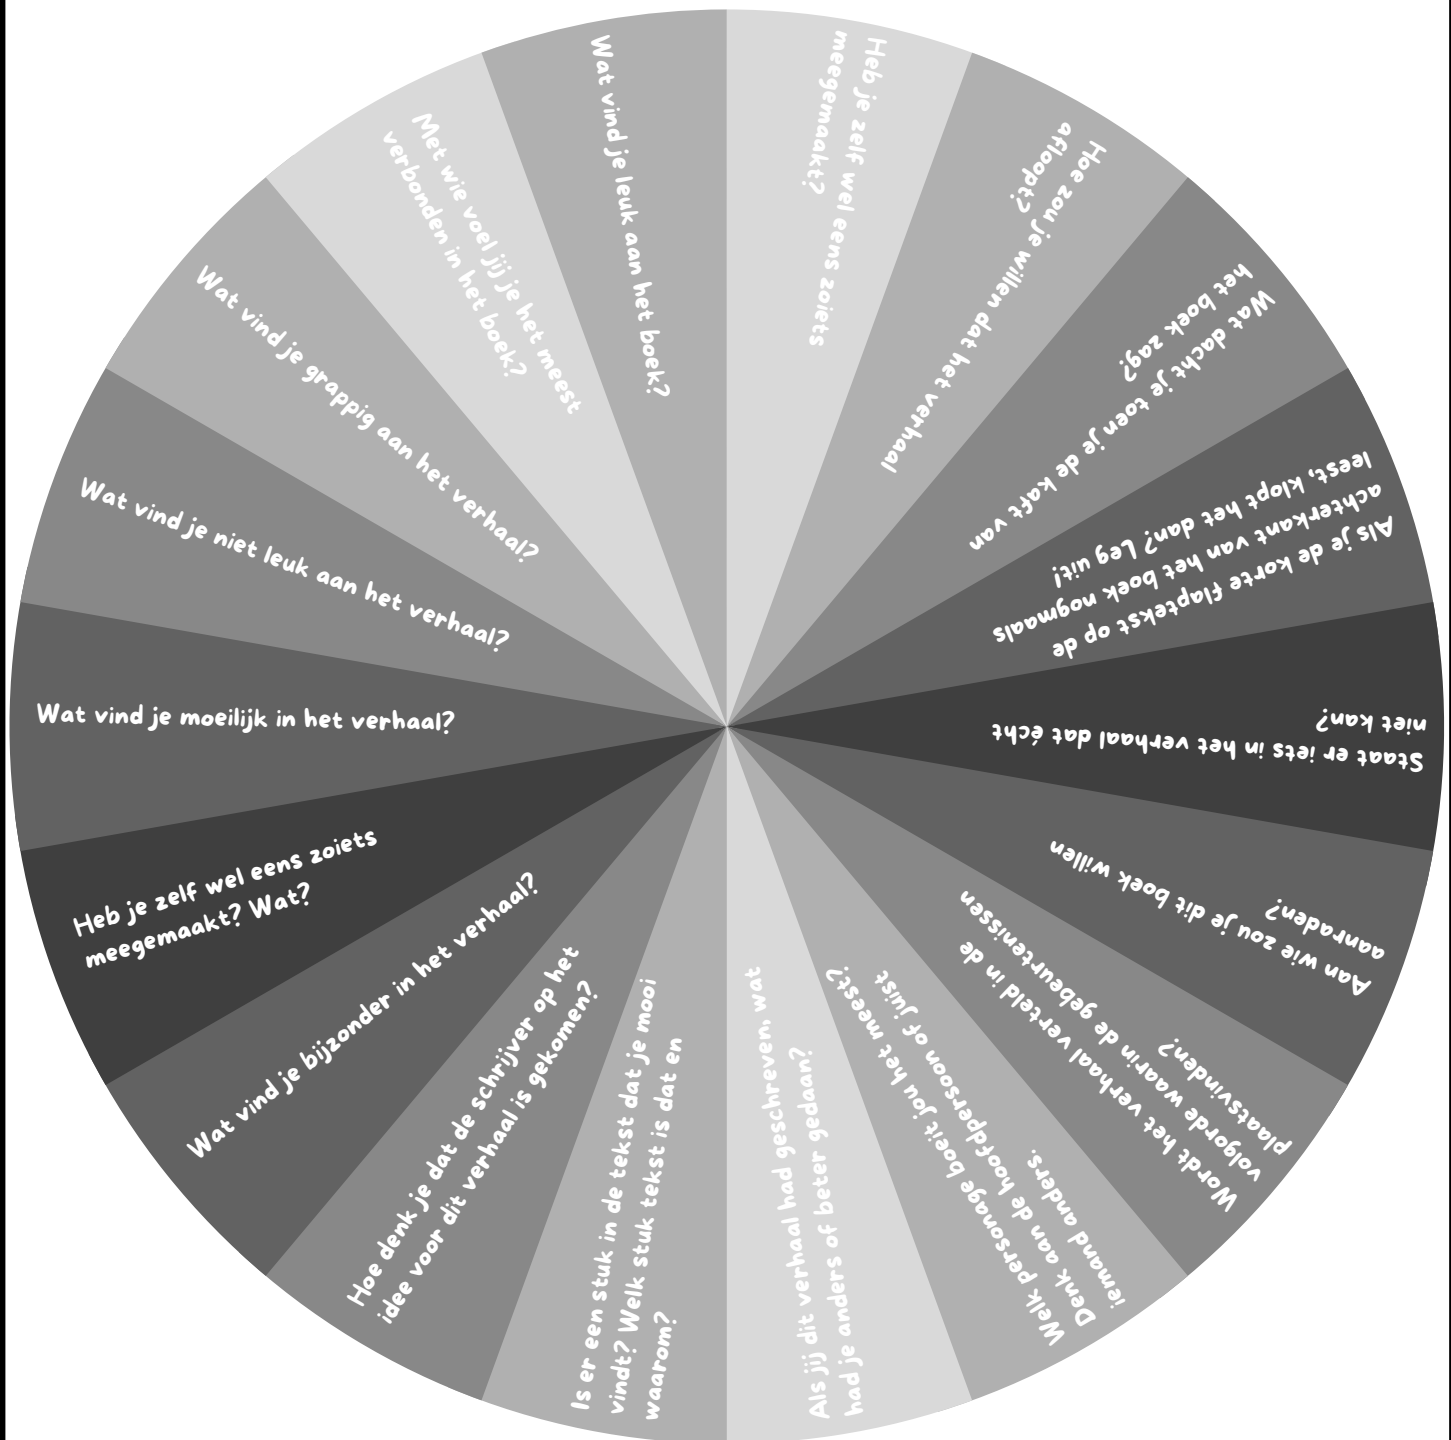 Heb je zelf wel eens zoiets
meegemaakt?
Hoe zou je willen dat het verhaal
afloopt?
Wat dacht je toen je de kaft van
het boek zag?
Als je de korte flaptekst op de
achterkant van het boek nogmaals
leest, klopt het dan? Leg uit!
Staat er iets in het verhaal dat écht
niet kan?
Aan wie zou je dit boek willen
aanraden?
Wordt het verhaal verteld in de
volgorde waarin de gebeurtenissen
plaatsvinden?
Welk personage boeit jou het meest?
Denk aan de hoofdpersoon of juist
iemand anders.
Als jij dit verhaal had geschreven, wat
had je anders of beter gedaan?
Is er een stuk in de tekst dat je mooi
vindt? Welk stuk tekst is dat en
waarom?
Hoe denk je dat de schrijver op het
idee voor dit verhaal is gekomen?
Wat vind je bijzonder in het verhaal?
Heb je zelf wel eens zoiets
meegemaakt? Wat?
Wat vind je moeilijk in het verhaal?
Wat vind je niet leuk aan het verhaal?
Wat vind je grappig aan het verhaal?
Met wie voel jij je het meest
verbonden in het boek?
Wat vind je leuk aan het boek?